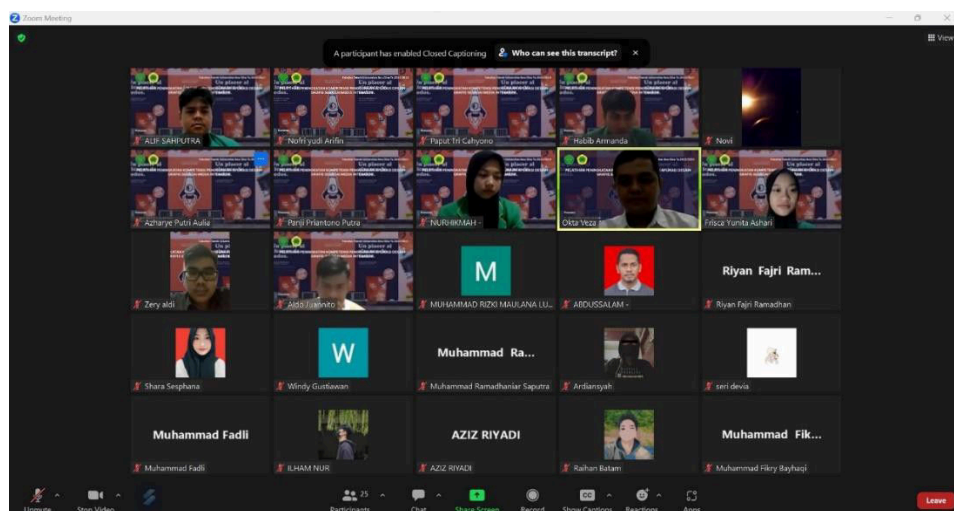 Zoom Meeting
View
A participant has enabled Closed Captioning
Who can see this transcript?
ALIF SAHPUTRA
Nofri yudi Arifin
Paput Tri Cahyono
Habib Armanda
Novi
Azharye Putri Aulia
Panji Priantono Putra
NURHIKMAH -
Okta Veza
Frisca Yunita Ashari
Zery aldi
Aldo Juannito
M
MUHAMMAD RIZKI MAULANA LU...
ABDUSSALAM -
Riyan Fajri Ram...
Riyan Fajri Ramadhan
Shara Sesphana
W
Windy Gustiawan
Muhammad Ra...
Muhammad Ramadhaniar Saputra
Ardiansyah
seri devia
Muhammad Fadli
Muhammad Fadli
ILHAM NUR
AZIZ RIYADI
AZIZ RIYADI
Raihan Batam
Muhammad Fik...
Muhammad Fikry Bayhaqi
Unmute
Stop Video
25
Participants
Chat
Share Screen
Record
CC
Show Captions
Reactions
Apps
Leave